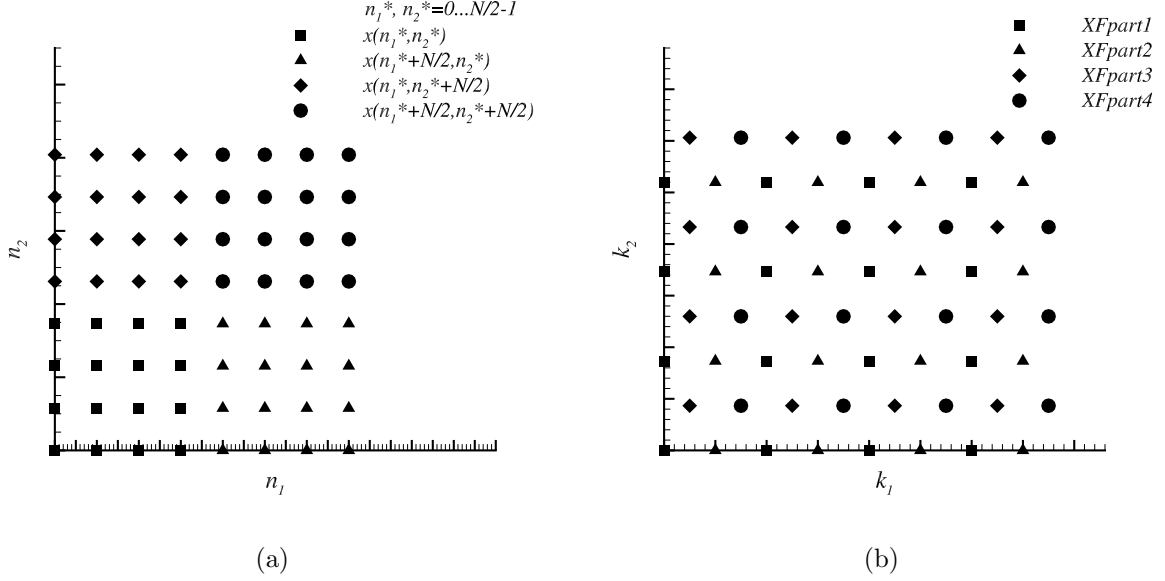 n1*, n2*=0...N/2-1
x(n1*,n2*)
x(n1*+N/2,n2*)
x(n1*,n2*+N/2)
x(n1*+N/2,n2*+N/2)
n2
n1
(a)
XFpart1
XFpart2
XFpart3
XFpart4
k2
k1
(b)